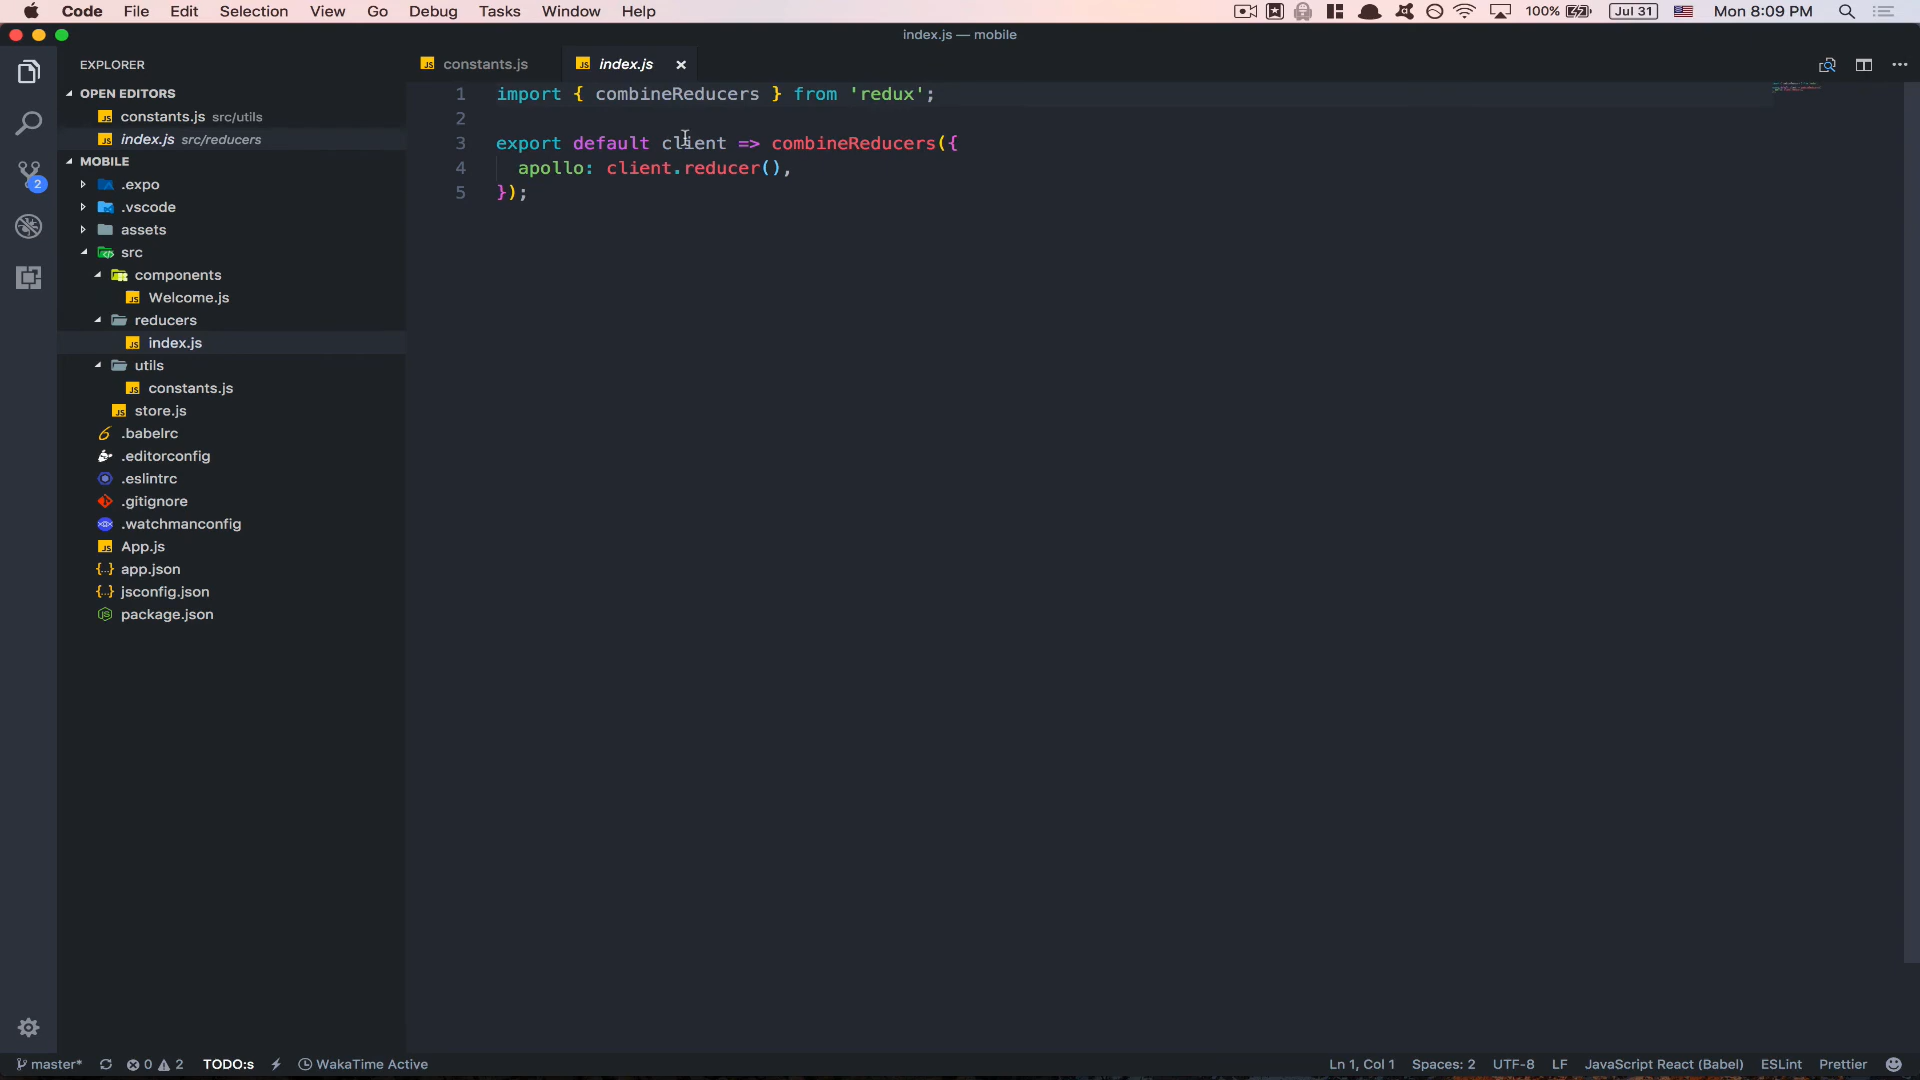 Code File Edit Selection View Go Debug Tasks Window Help 100% Jul 31 Mon 8:09 PM
index.js — mobile
EXPLORER
OPEN EDITORS
constants.js src/utils
index.js src/reducers
MOBILE
.expo
.vscode
assets
src
components
Welcome.js
reducers
index.js
utils
constants.js
store.js
.babelrc
.editorconfig
.eslintrc
.gitignore
.watchmanconfig
App.js
app.json
jsconfig.json
package.json
2
constants.js index.js
1 import { combineReducers } from 'redux';
2
3 export default client => combineReducers({
4 apollo: client.reducer(),
5 });
master* 0 2 TODO:s WakaTime Active Ln 1, Col 1 Spaces: 2 UTF-8 LF JavaScript React (Babel) ESLint Prettier